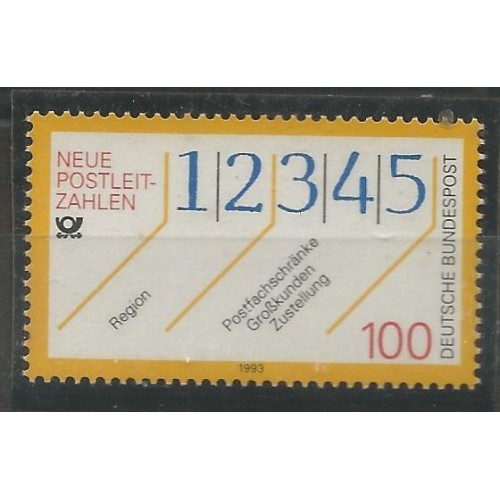 NEUE
POSTLEIT-
ZAHLEN
1|2|3|4|5
Region
Postfachschränke
Großkunden
Zustellung
100
DEUTSCHE BUNDESPOST
1993